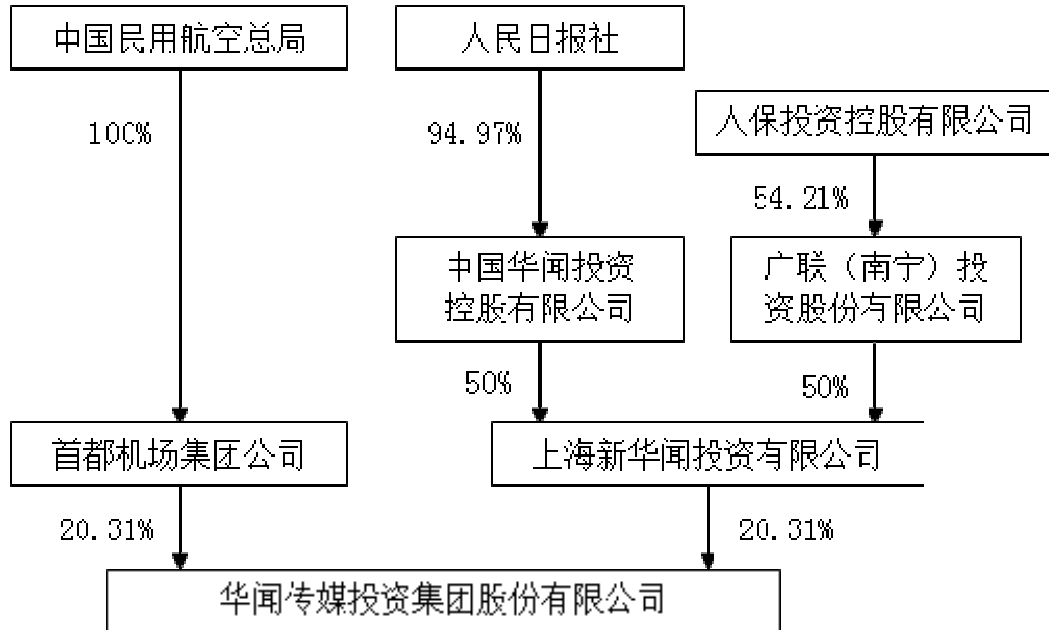 中国民用航空总局
人民日报社
人保投资控股有限公司
100%
94.97%
54.21%
中国华闻投资
控股有限公司
广联（南宁）投
资股份有限公司
50%
50%
首都机场集团公司
上海新华闻投资有限公司
20.31%
20.31%
华闻传媒投资集团股份有限公司